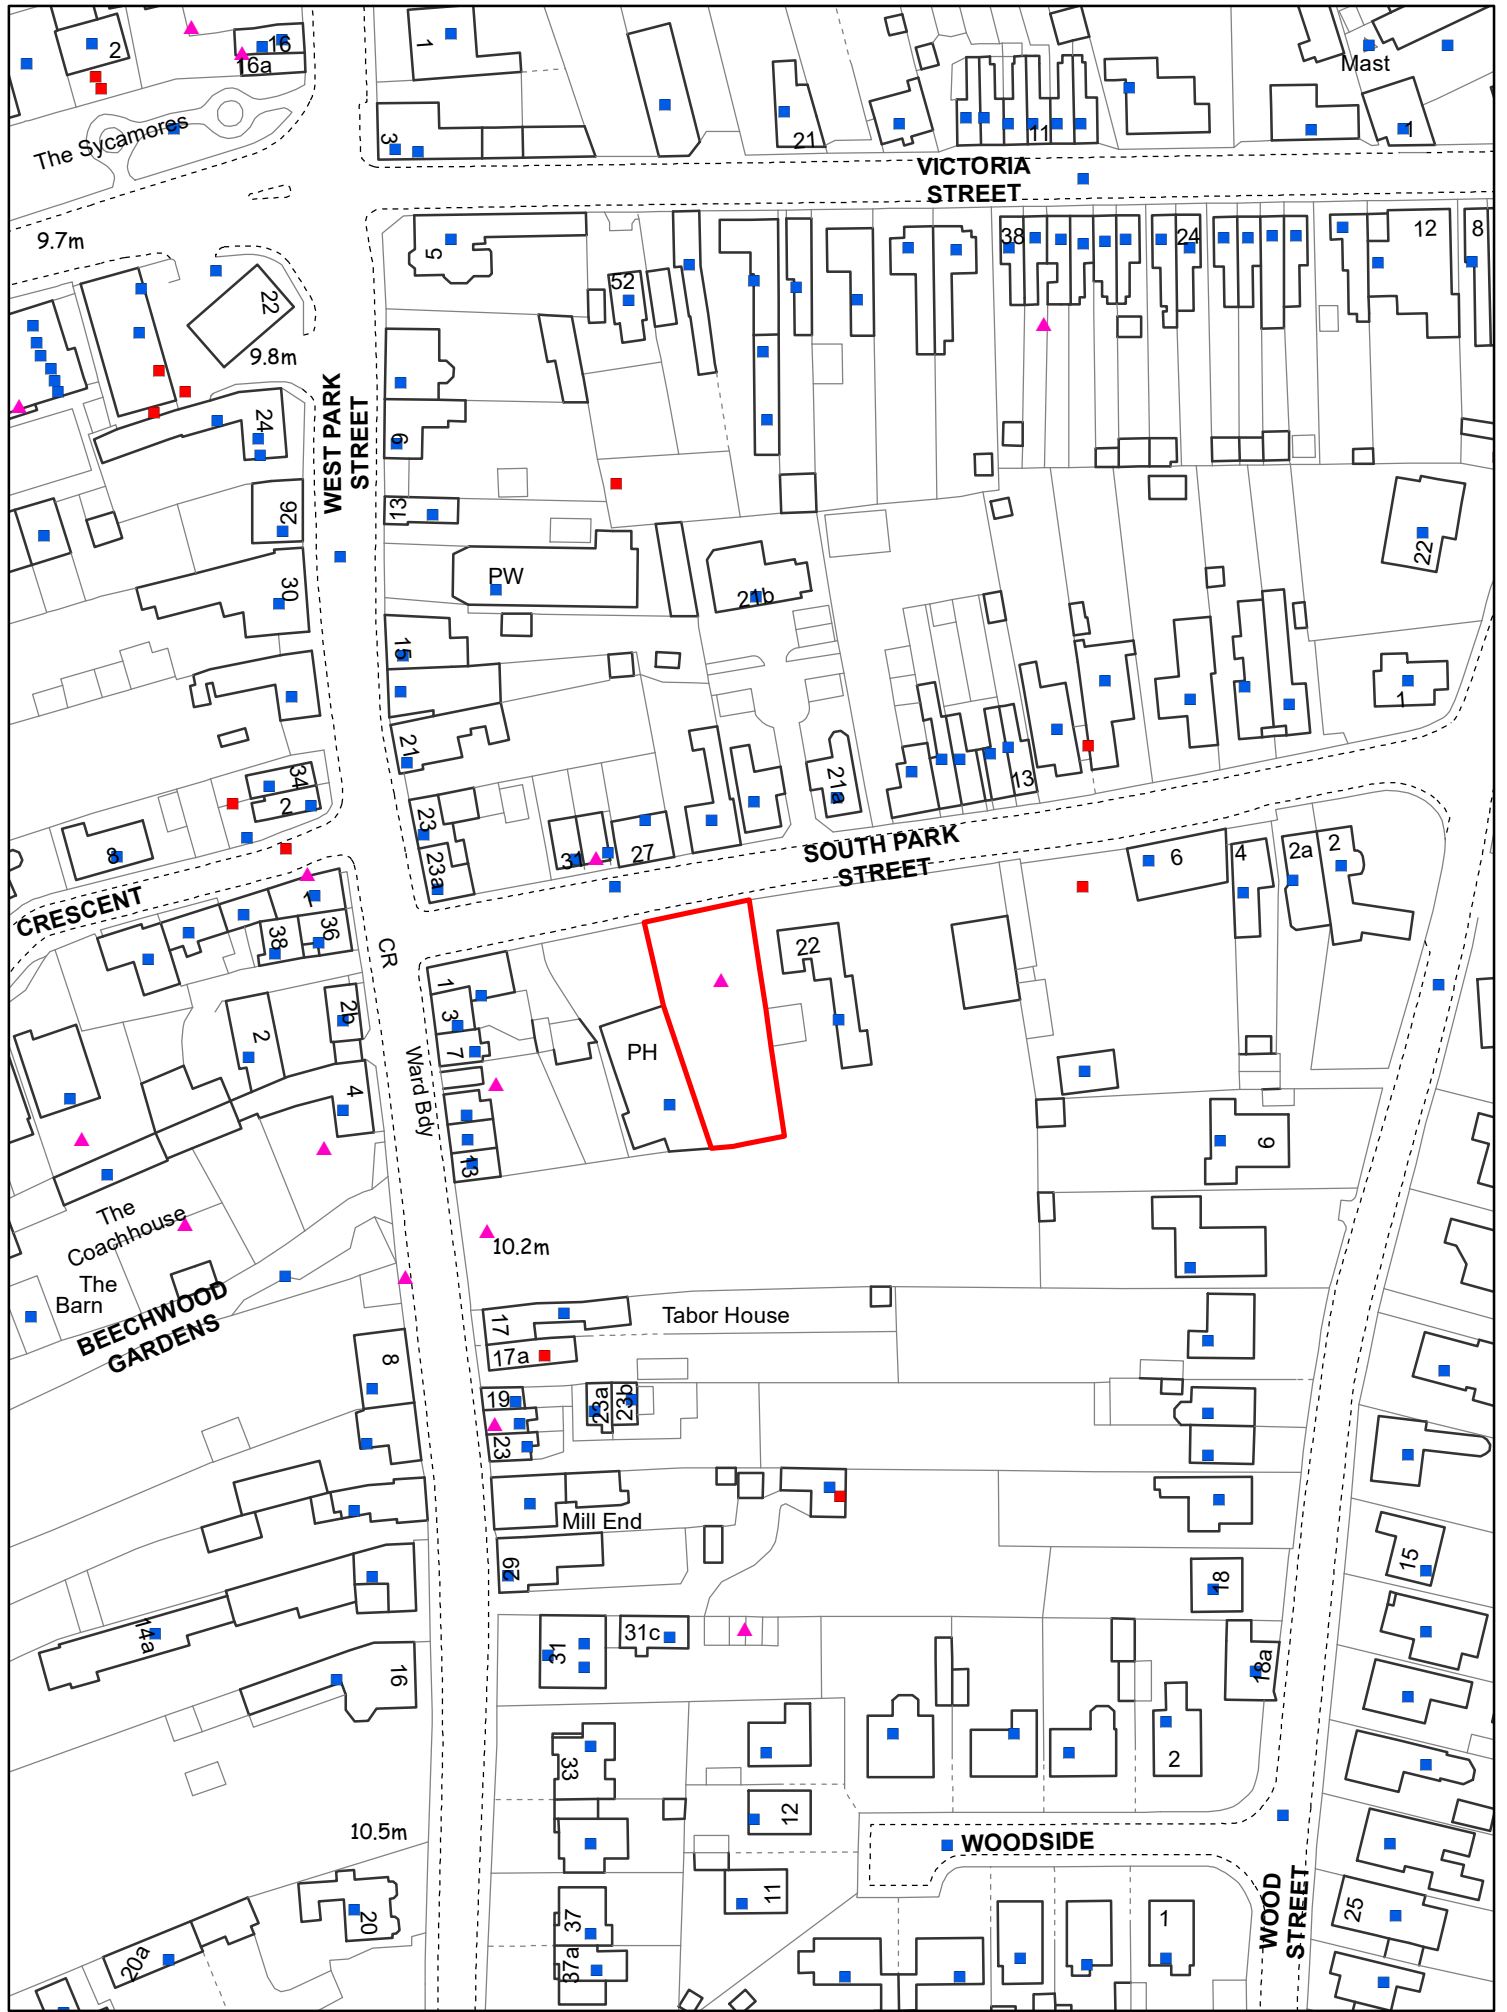 2
16
16a
1
Mast
The Sycamores
3
21
11
1
VICTORIA
STREET
9.7m
5
38
24
12
8
22
52
9.8m
WEST PARK
STREET
24
9
13
26
22
PW
30
21b
15
1
21
34
2
21a
13
23
8
31
27
SOUTH PARK
STREET
6
4
2a
2
23a
CRESCENT
1
36
38
CR
22
1
2b
3
2
7
PH
4
Ward Bdy
13
6
The
Coachhouse
10.2m
The
Barn
BEECHWOOD
GARDENS
17
Tabor House
17a
8
19
23a
23b
23
Mill End
29
15
18
14a
31
31c
16
18a
33
2
12
10.5m
WOODSIDE
11
WOOD
STREET
25
20
37
1
20a
37a